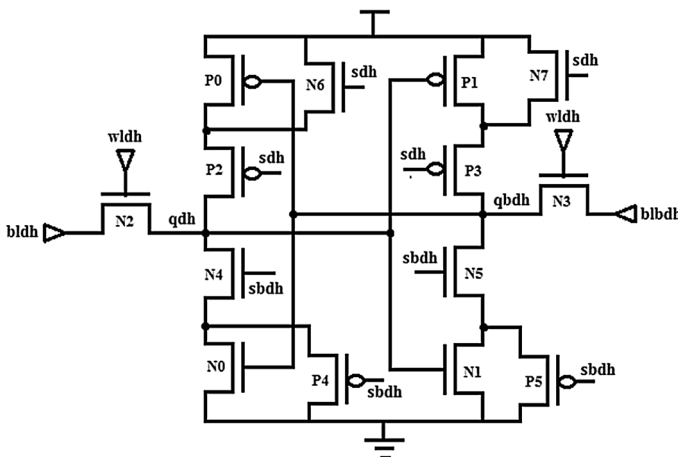 P0
N6
sdh
P1
N7
sdh
wldh
P2
sdh
sdh
P3
wldh
bldh
N2
qdh
qbdh
N3
blbdh
N4
sbdh
sbdh
N5
N0
P4
sbdh
N1
P5
sbdh